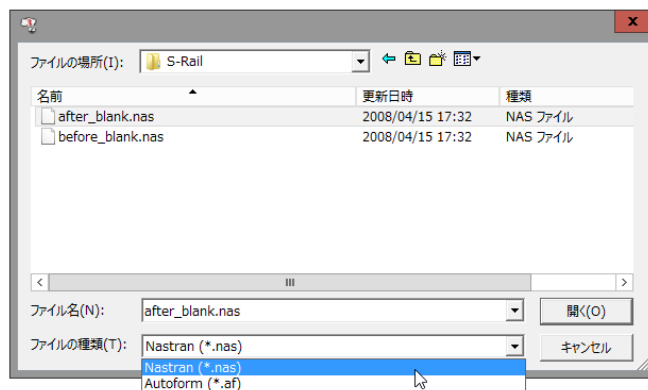 ファイルの場所(I): S-Rail
名前 更新日時 種類
after_blank.nas 2008/04/15 17:32 NAS ファイル
before_blank.nas 2008/04/15 17:32 NAS ファイル
ファイル名(N): after_blank.nas 開く(O)
ファイルの種類(T): Nastran (*.nas) キャンセル
Nastran (*.nas)
Autoform (*.af)